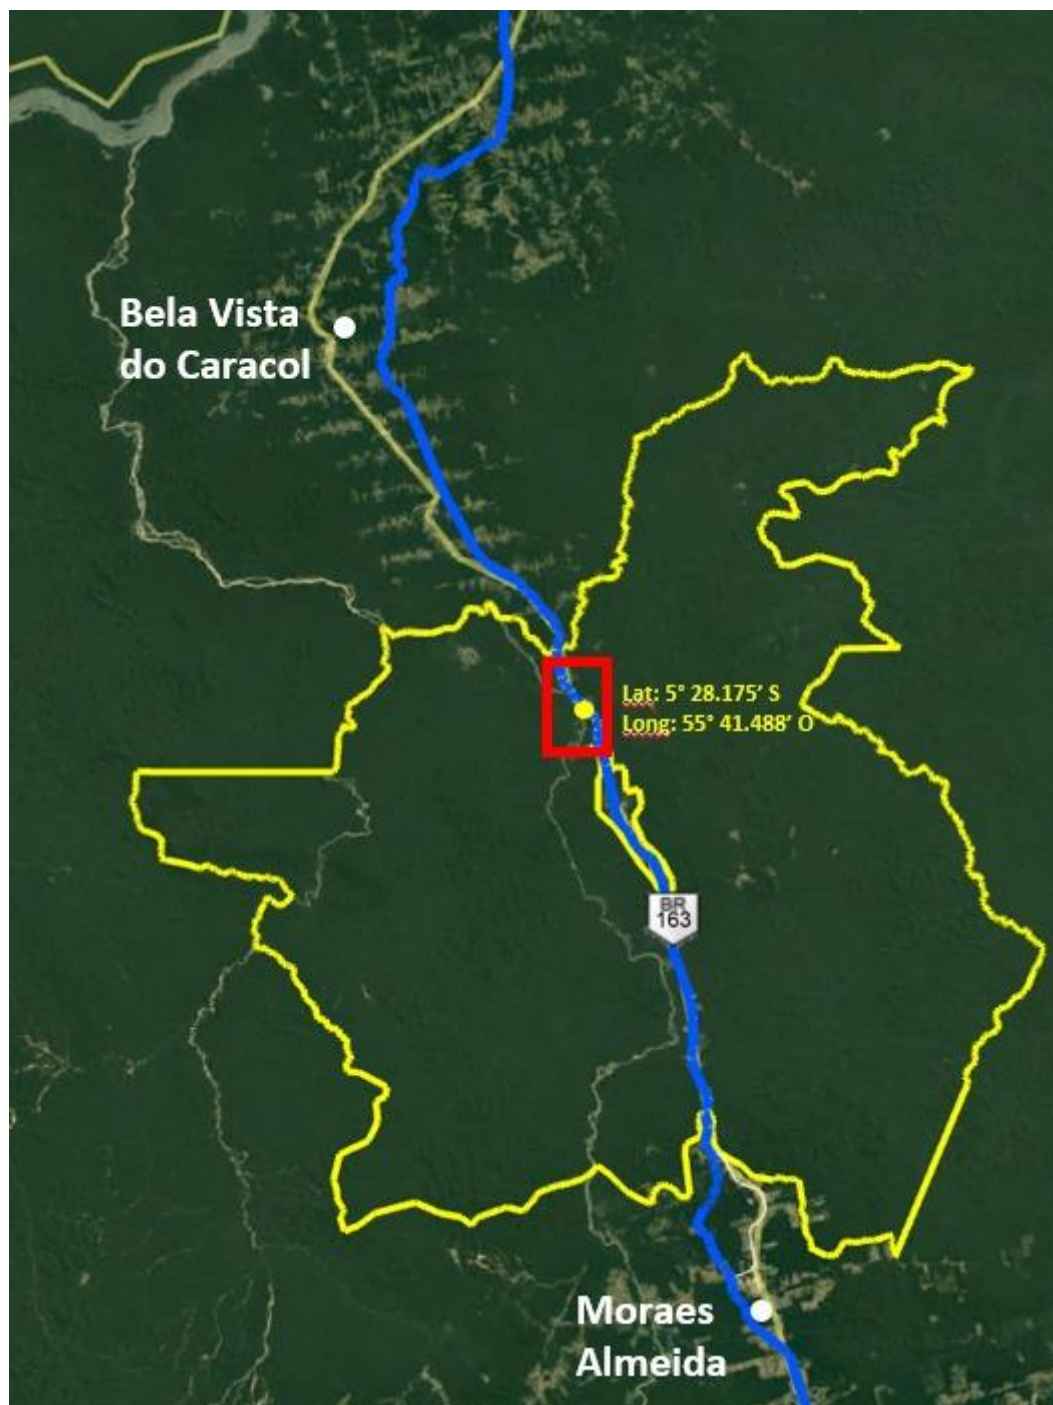 Bela Vista
do Caracol
Lat: 5° 28.175’ S
Long: 55° 41.488’ O
BR
163
Moraes
Almeida